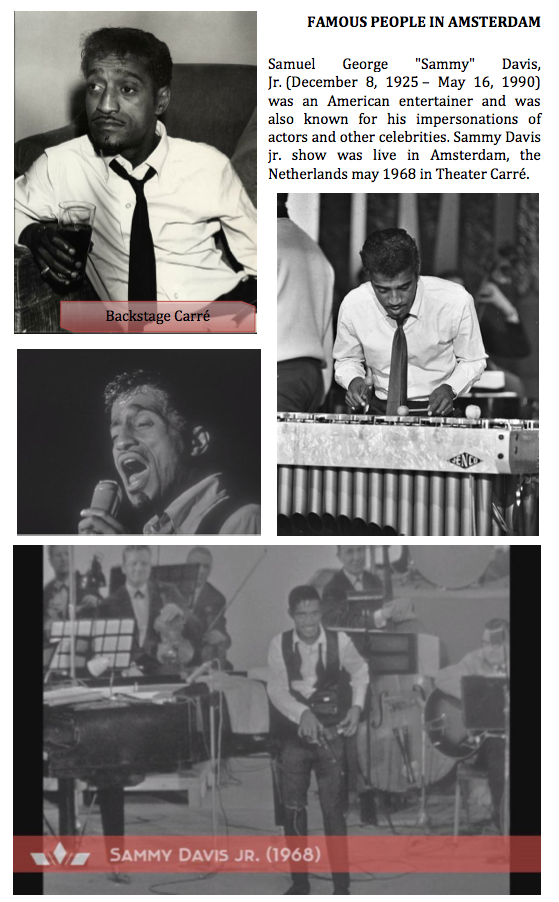 FAMOUS PEOPLE IN AMSTERDAM
Samuel George "Sammy" Davis,
Jr. (December 8, 1925 – May 16, 1990)
was an American entertainer and was
also known for his impersonations of
actors and other celebrities. Sammy Davis
jr. show was live in Amsterdam, the
Netherlands may 1968 in Theater Carré.
Backstage Carré
JENCO
SAMMY DAVIS JR. (1968)